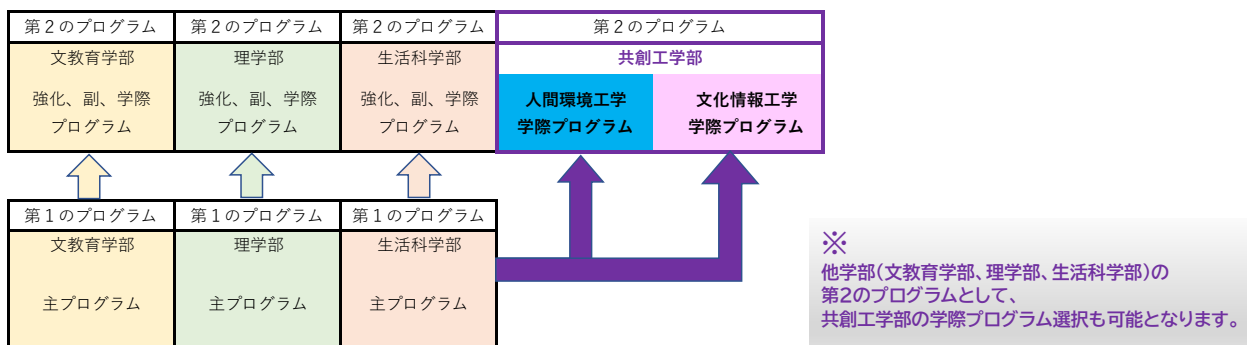 第２のプログラム
第２のプログラム
第２のプログラム
第２のプログラム
文教育学部
理学部
生活科学部
共創工学部
強化、副、学際
プログラム
強化、副、学際
プログラム
強化、副、学際
プログラム
人間環境工学
学際プログラム
文化情報工学
学際プログラム
第１のプログラム
第１のプログラム
第１のプログラム
文教育学部
理学部
生活科学部
主プログラム
主プログラム
主プログラム
※
他学部(文教育学部、理学部、生活科学部)の
第2のプログラムとして、
共創工学部の学際プログラム選択も可能となります。